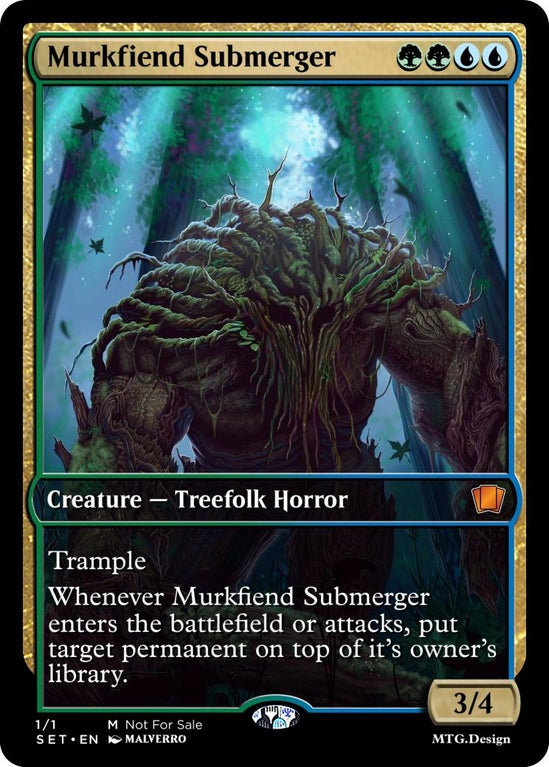 Murkfiend Submerger
Creature — Treefolk Horror
Trample
Whenever Murkfiend Submerger
enters the battlefield or attacks, put
target permanent on top of it's owner's
library.
3/4
1/1 M Not For Sale
SET • EN MALVERRO
MTG.Design